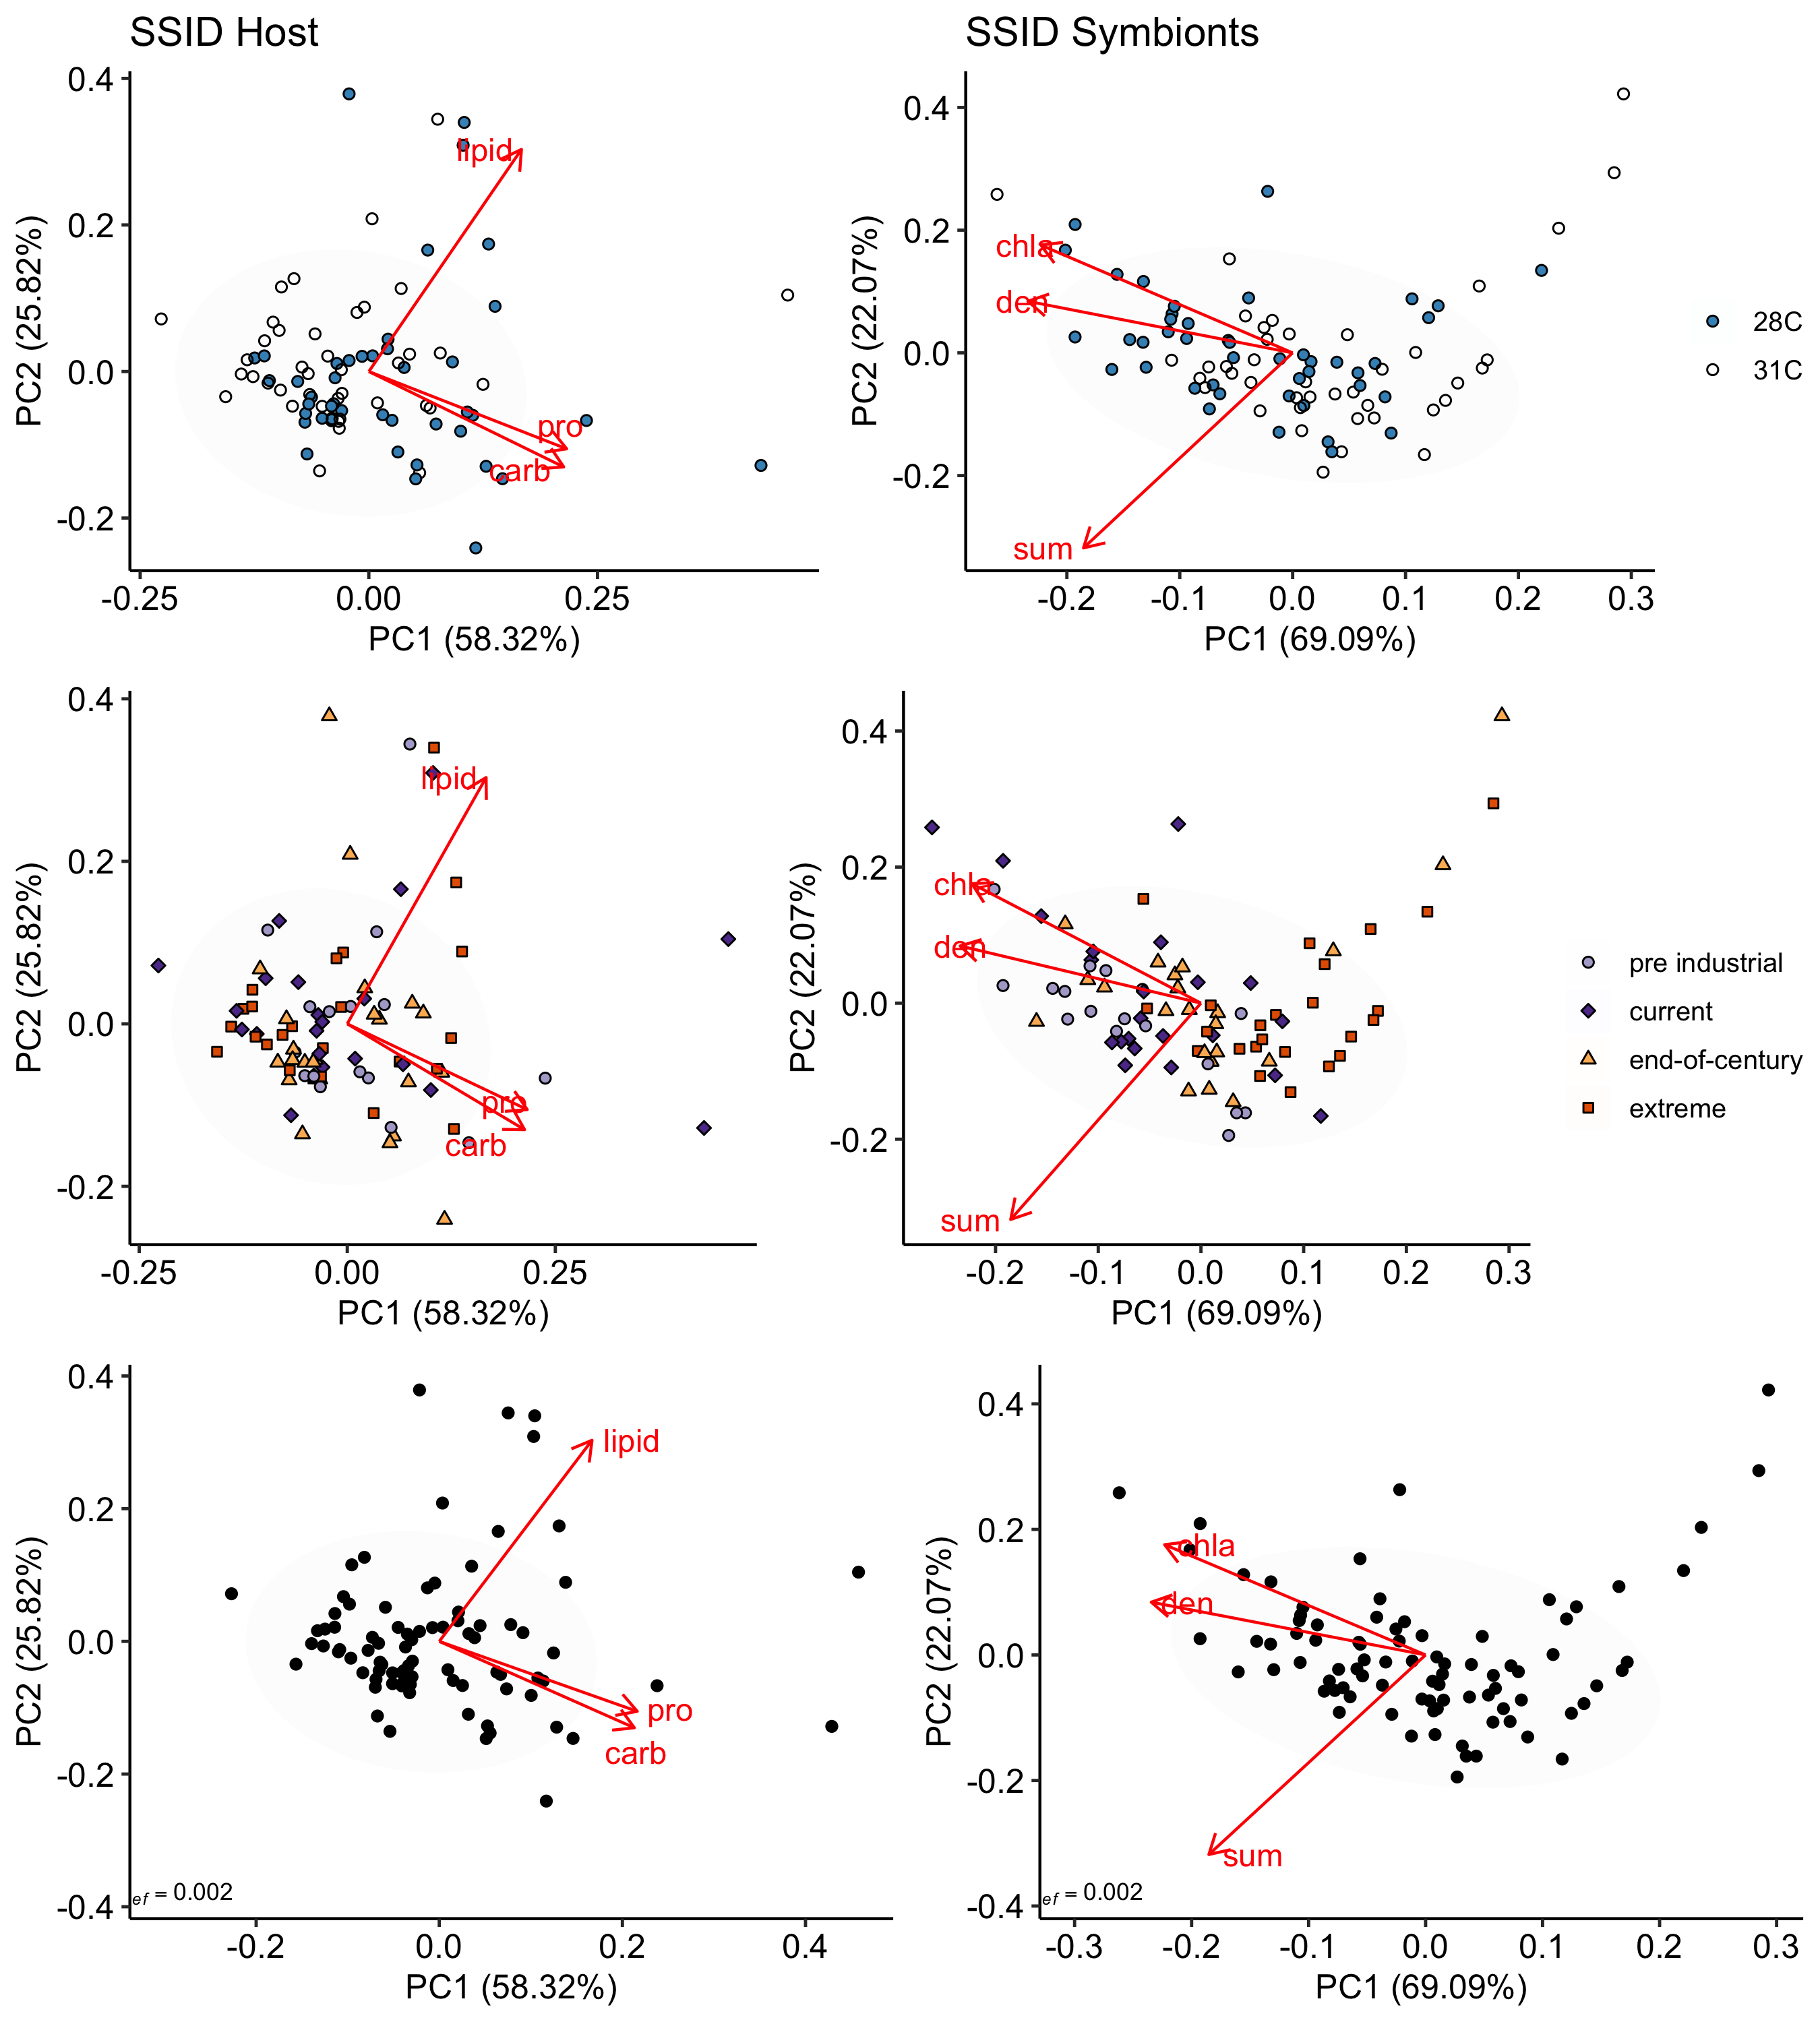 SSID Host
SSID Symbionts
0.4
0.2
0.0
-0.2
PC2 (25.82%)
lipid
pro
carb
-0.25
0.00
0.25
PC1 (58.32%)
0.4
0.2
0.0
-0.2
PC2 (22.07%)
chla
den
sum
-0.2
-0.1
0.0
0.1
0.2
0.3
PC1 (69.09%)
28C
31C
0.4
0.2
0.0
-0.2
PC2 (25.82%)
lipid
pro
carb
-0.25
0.00
0.25
PC1 (58.32%)
0.4
0.2
0.0
-0.2
PC2 (22.07%)
chla
den
sum
-0.2
-0.1
0.0
0.1
0.2
0.3
PC1 (69.09%)
pre industrial
current
end-of-century
extreme
0.4
0.2
0.0
-0.2
-0.4
PC2 (25.82%)
lipid
pro
carb
ef = 0.002
-0.2
0.0
0.2
0.4
PC1 (58.32%)
0.4
0.2
0.0
-0.2
-0.4
PC2 (22.07%)
chla
den
sum
ef = 0.002
-0.3
-0.2
-0.1
0.0
0.1
0.2
0.3
PC1 (69.09%)